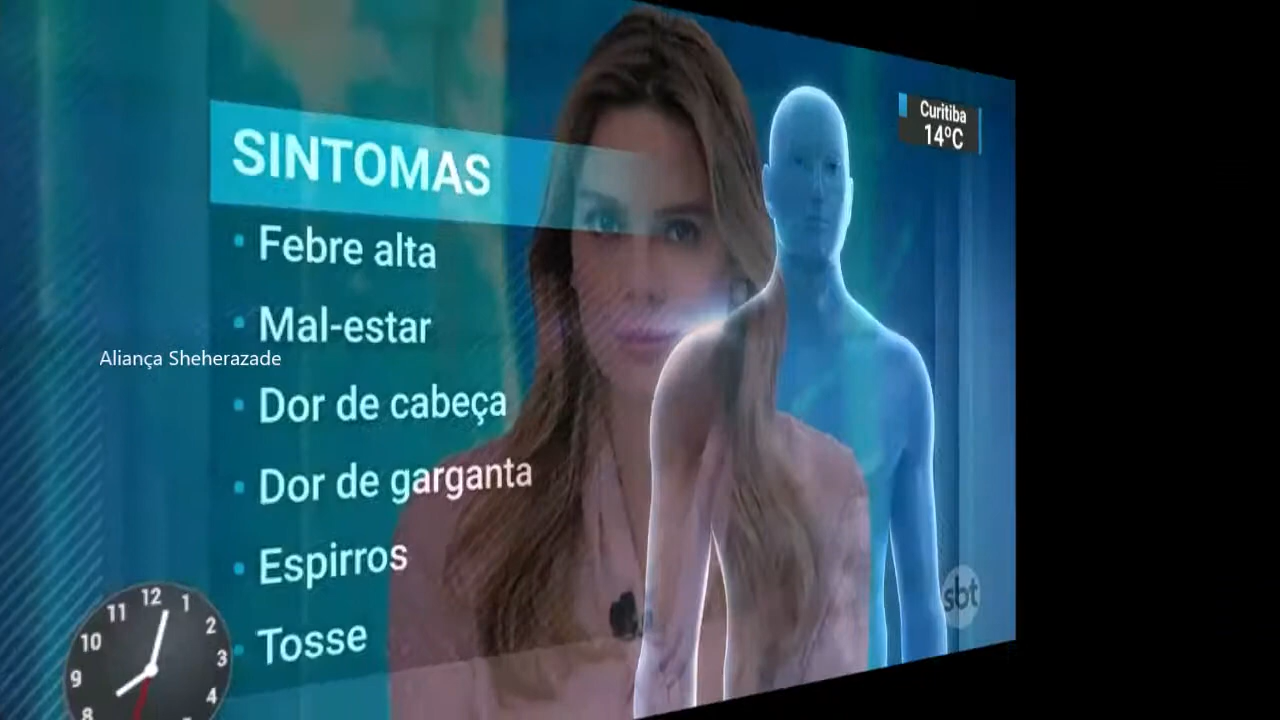 Curitiba
14ºC
SINTOMAS
• Febre alta
• Mal-estar
Aliança Sheherazade
• Dor de cabeça
• Dor de garganta
• Espirros
• Tosse
sbt
12
11
1
10
2
9
3
8
4